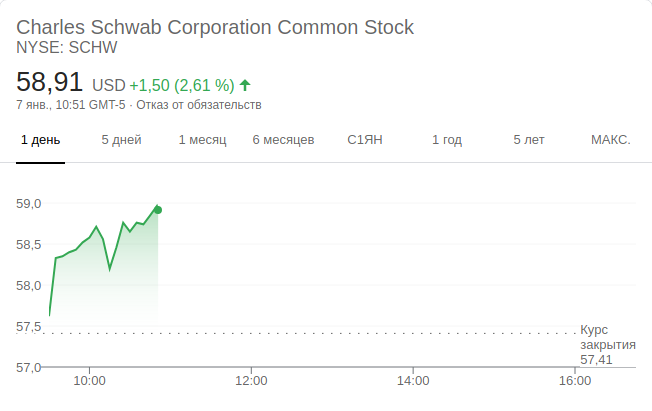 Charles Schwab Corporation Common Stock
NYSE: SCHW
58,91 USD +1,50 (2,61 %)
7 янв., 10:51 GMT-5 · Отказ от обязательств
1 день 5 дней 1 месяц 6 месяцев С1ЯН 1 год 5 лет МАКС.
59,0
58,5
58,0
57,5
Курс
закрытия
57,41
57,0
10:00 12:00 14:00 16:00